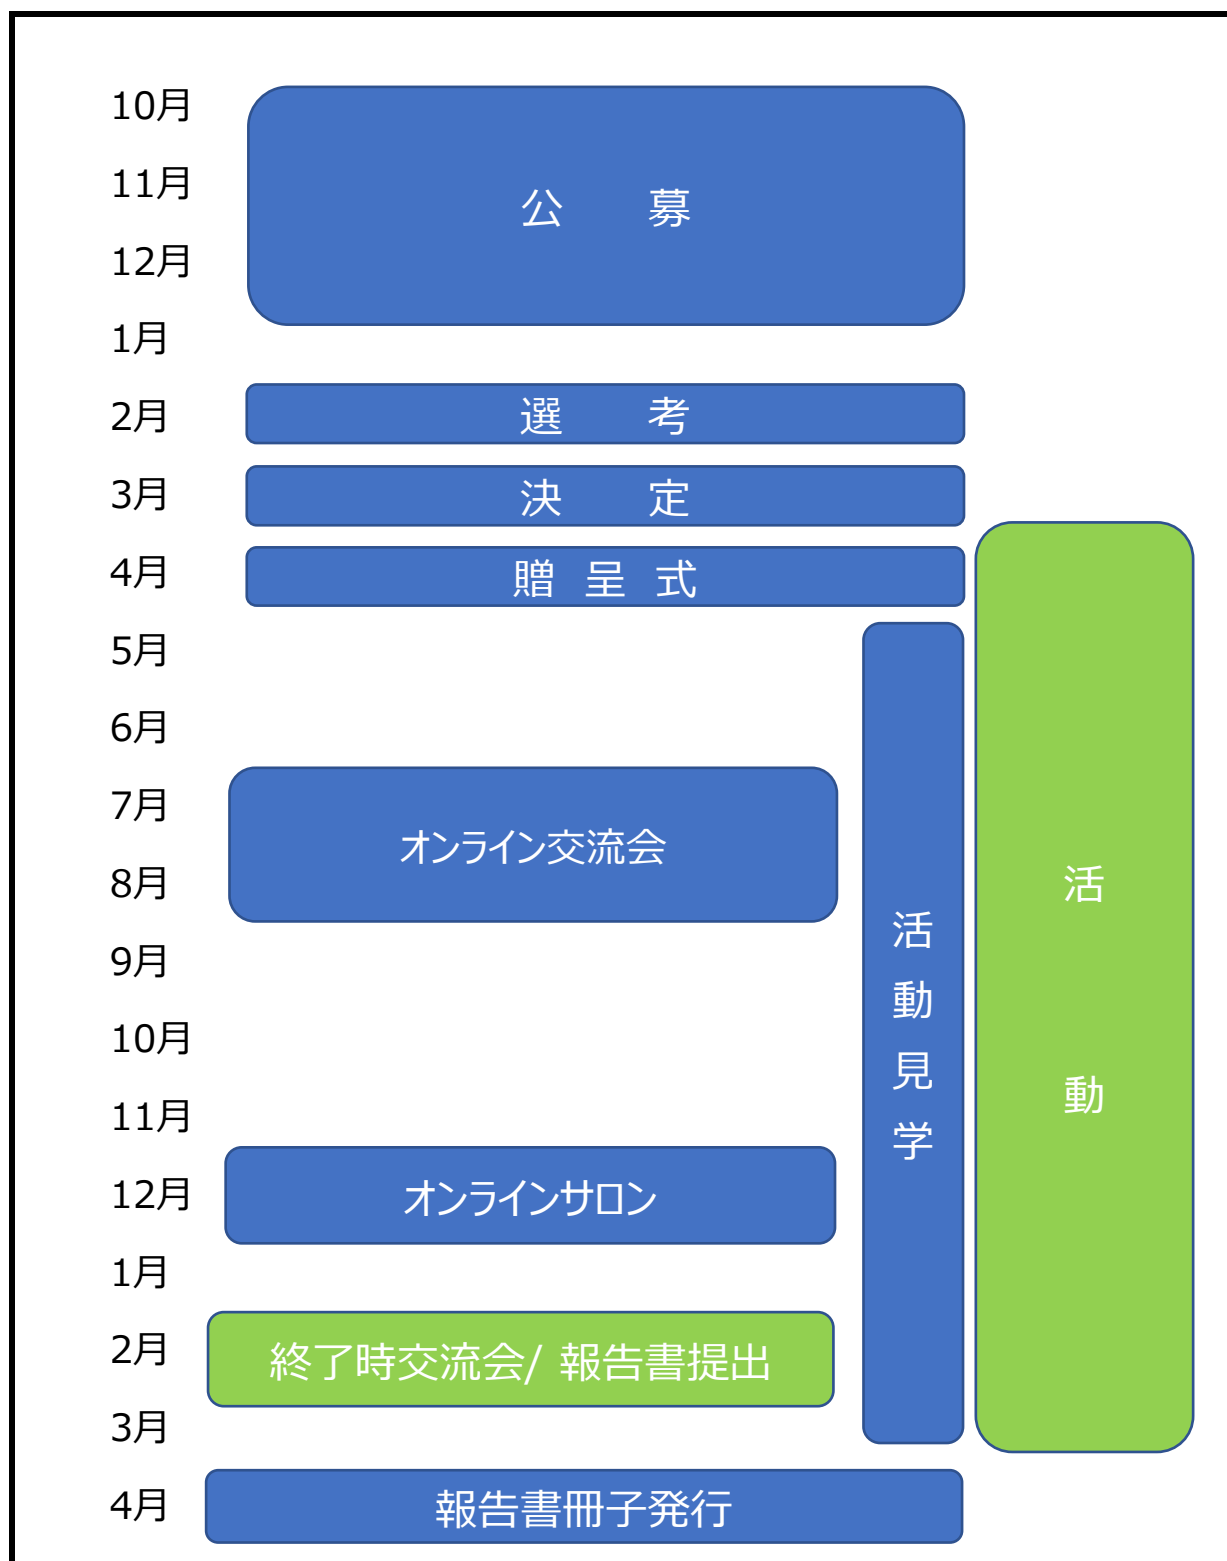 10月
11月
公　募
12月
1月
2月
選　考
3月
決　定
4月
贈 呈 式
5月
6月
7月
オンライン交流会
8月
9月
10月
11月
12月
オンラインサロン
1月
2月
終了時交流会/ 報告書提出
3月
4月
報告書冊子発行
活動見学
活動